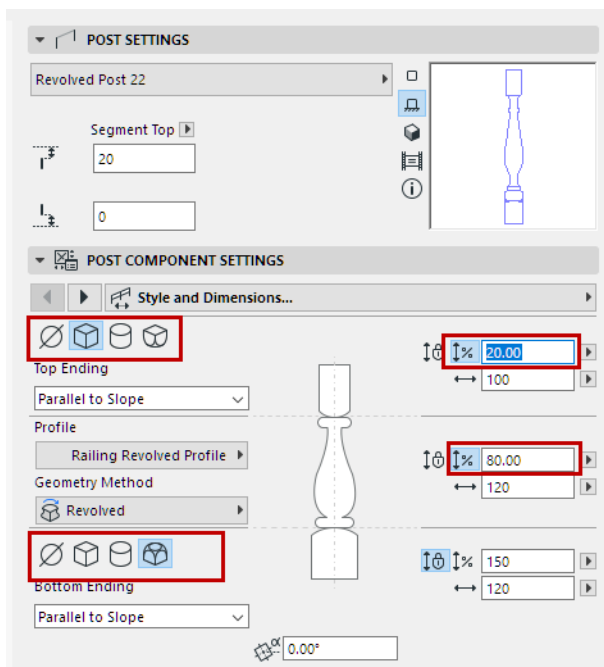 POST SETTINGS
Revolved Post 22
Segment Top
20
0
POST COMPONENT SETTINGS
Style and Dimensions...
% 20.00
Top Ending
100
Parallel to Slope
Profile
Railing Revolved Profile
% 80.00
Geometry Method
120
Revolved
% 150
Bottom Ending
120
Parallel to Slope
α 0.00°